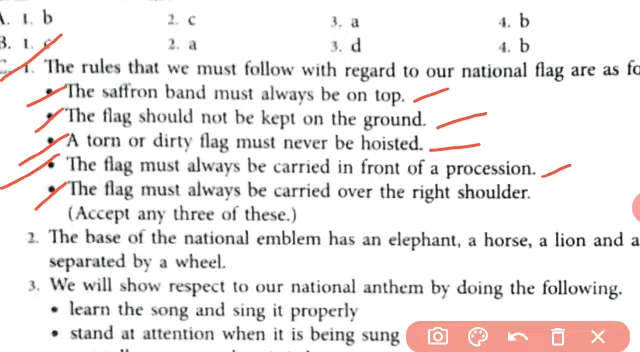 A. 1. b 2. c 3. a 4. b
B. 1. c 2. a 3. d 4. b
C. 1. The rules that we must follow with regard to our national flag are as
• The saffron band must always be on top.
• The flag should not be kept on the ground.
• A torn or dirty flag must never be hoisted.
• The flag must always be carried in front of a procession.
• The flag must always be carried over the right shoulder.
(Accept any three of these.)
2. The base of the national emblem has an elephant, a horse, a lion and a
separated by a wheel.
3. We will show respect to our national anthem by doing the following.
• learn the song and sing it properly
• stand at attention when it is being sung